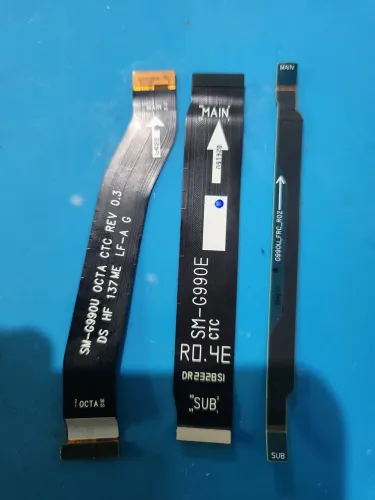 MAIN
SM-G990U OCTA CTC REV 0.3
DS HF 137ME LF-A G
OCTA
MAIN
SM-G990E
CTC
R0.4E
DR2328S1
"SUB"
MAIN
G990U_FRC_R02
SUB